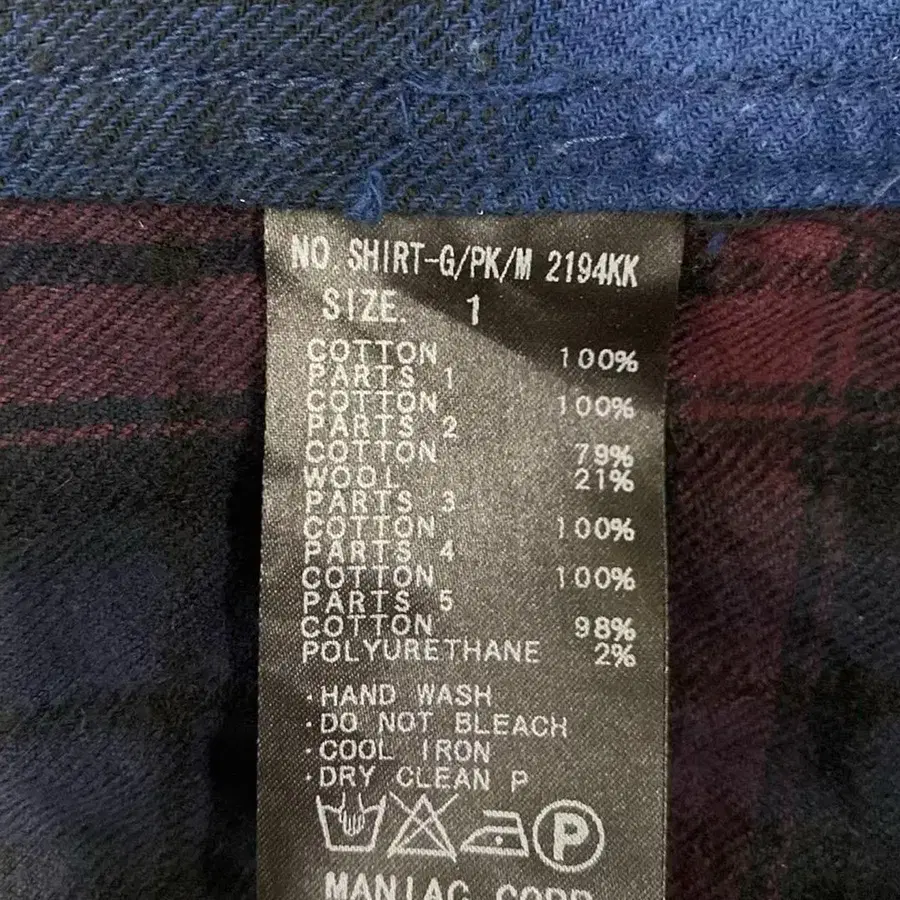 NO. SHIRT-G/PK/M 2194KK
SIZE. 1
COTTON 100%
PARTS 1
COTTON 100%
PARTS 2
COTTON 79%
WOOL 21%
PARTS 3
COTTON 100%
PARTS 4
COTTON 100%
PARTS 5
COTTON 98%
POLYURETHANE 2%
·HAND WASH
·DO NOT BLEACH
·COOL IRON
·DRY CLEAN P
P
MANIAC CORP